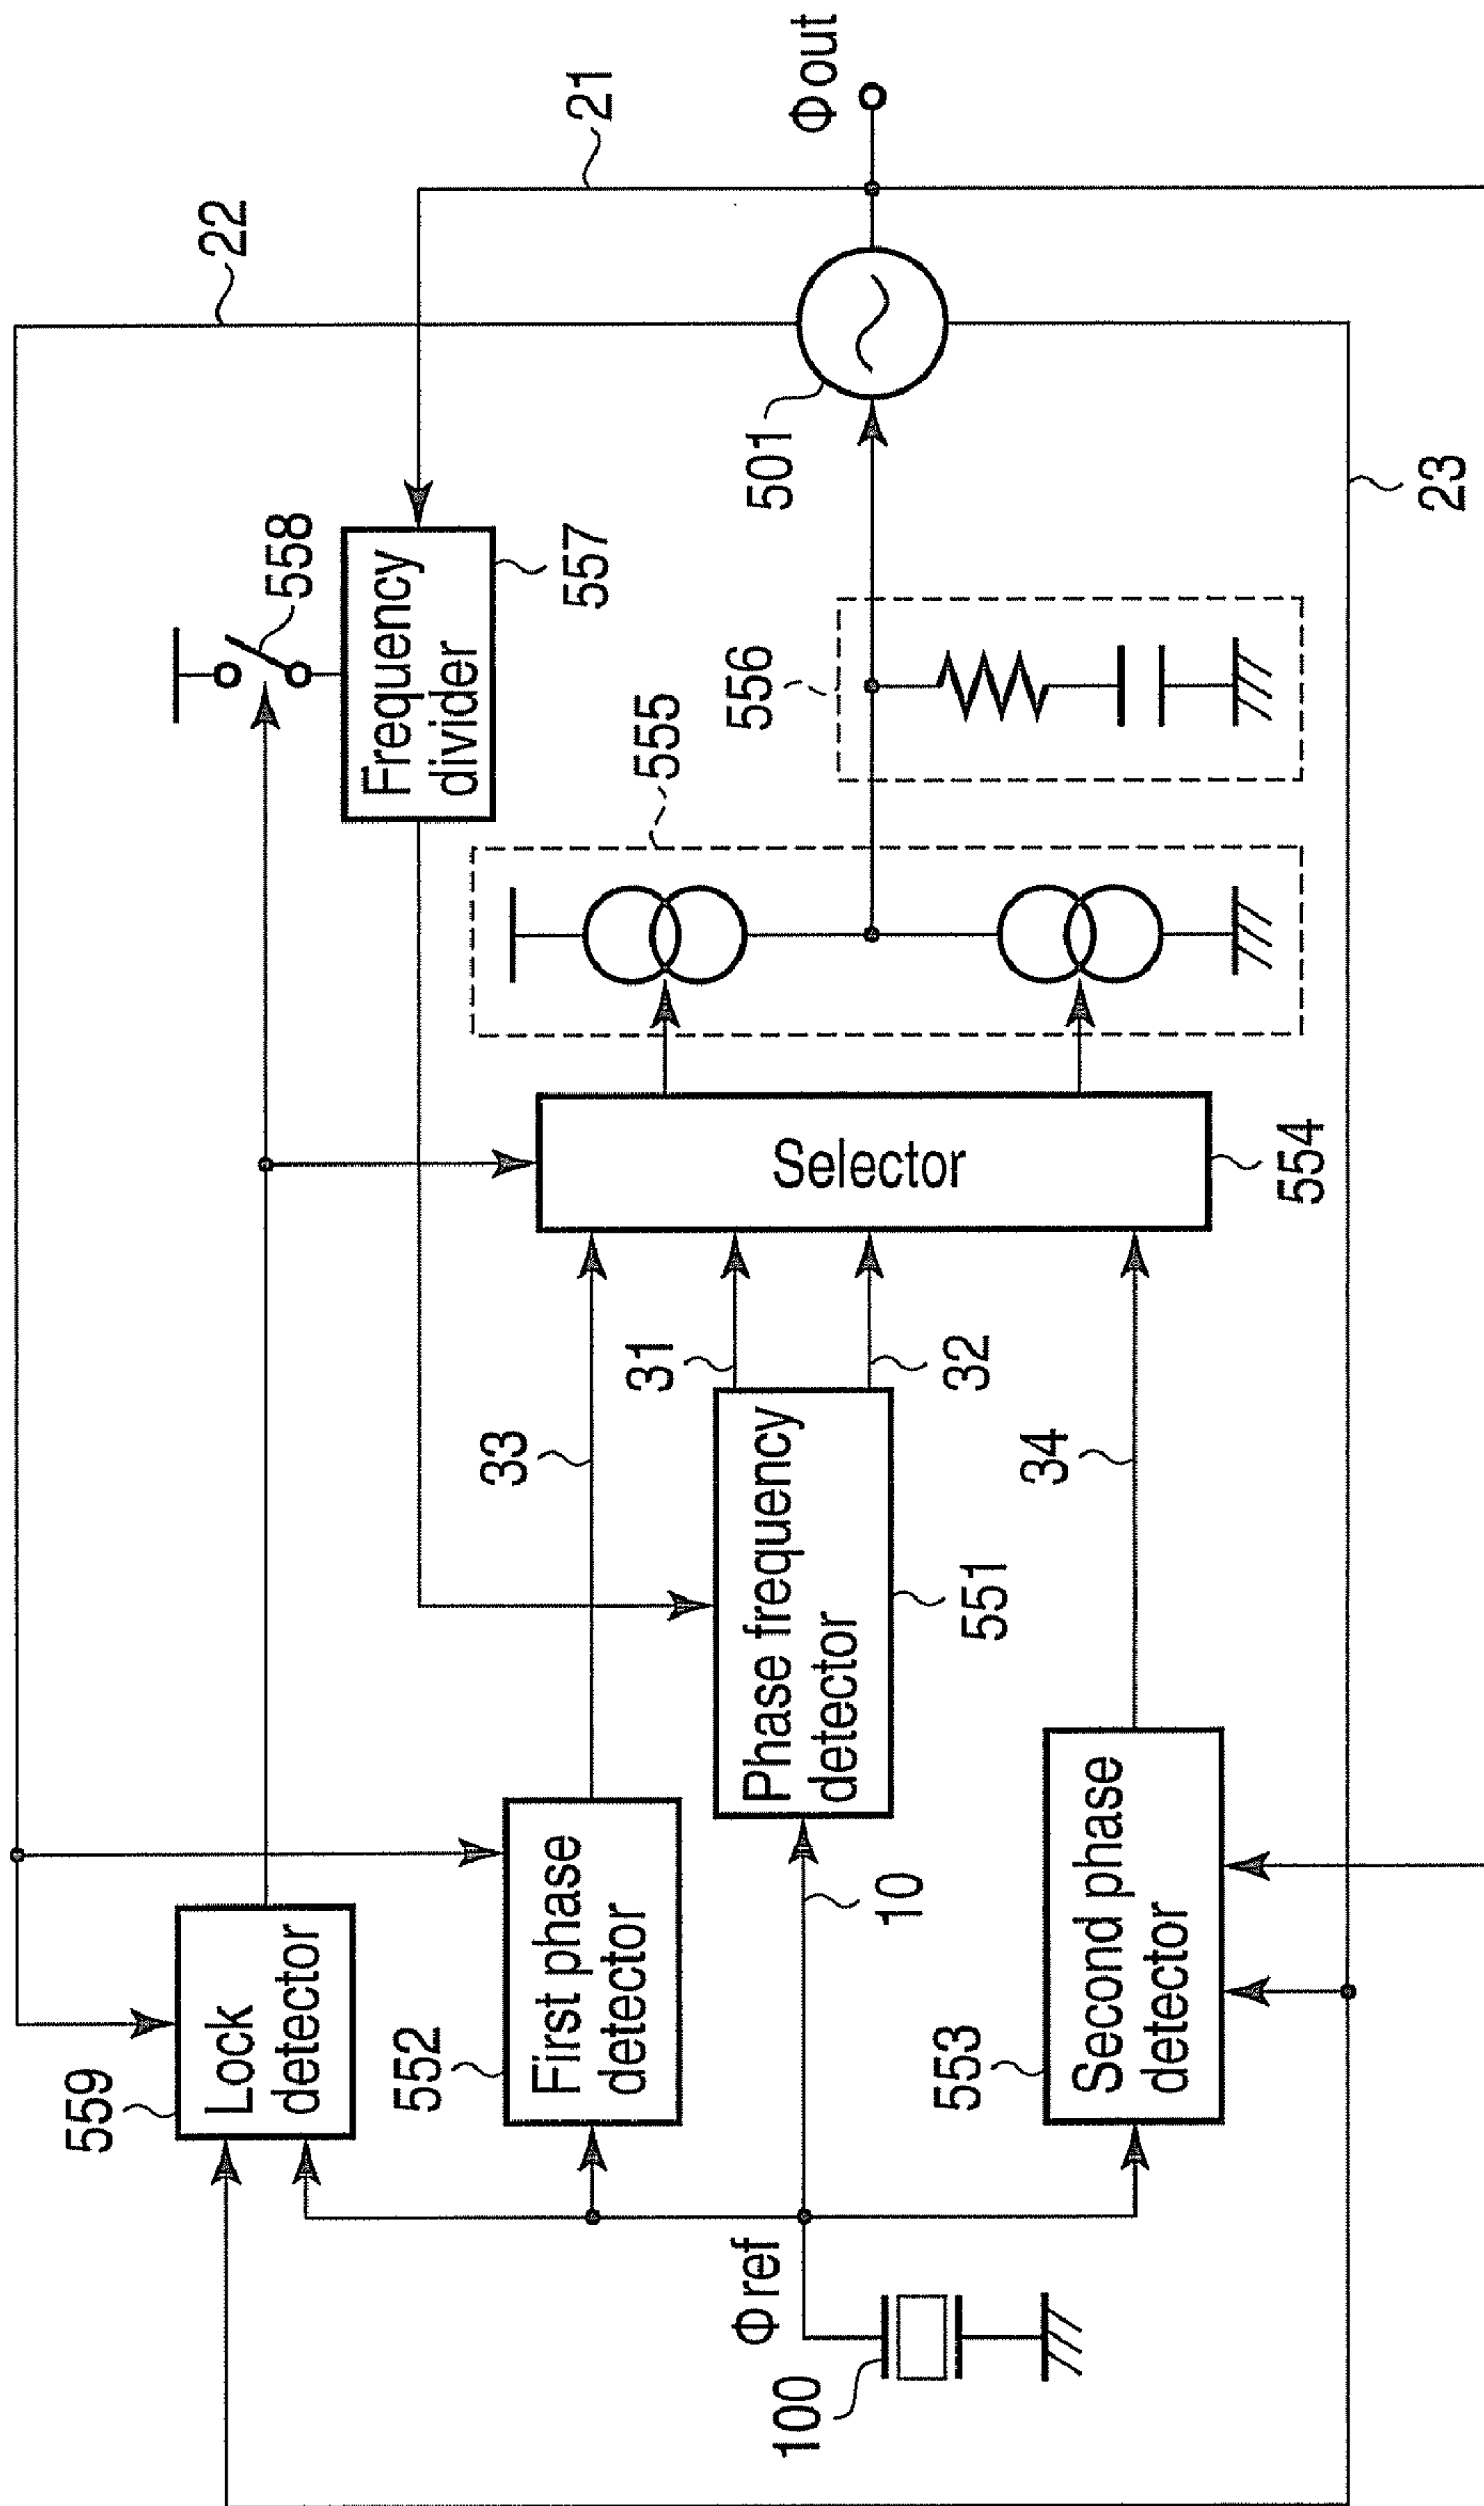 22
21
Φout
558
Frequency
divider
557
559
Lock
detector
555
556
501
33
552
First phase
detector
31
Selector
Φref
10
Phase frequency
detector
32
551
554
100
34
553
Second phase
detector
23